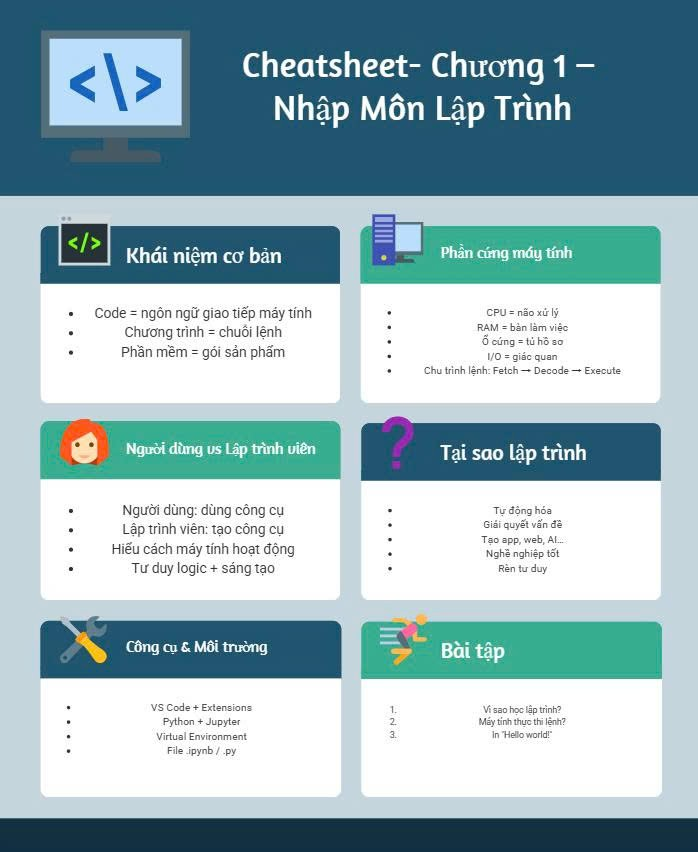 </>
Cheatsheet- Chương 1 –
Nhập Môn Lập Trình
</>
Khái niệm cơ bản
• Code = ngôn ngữ giao tiếp máy tính
• Chương trình = chuỗi lệnh
• Phần mềm = gói sản phẩm
Phần cứng máy tính
• CPU = não xử lý
• RAM = bàn làm việc
• Ổ cứng = tủ hồ sơ
• I/O = giác quan
• Chu trình lệnh: Fetch → Decode → Execute
Người dùng vs Lập trình viên
• Người dùng: dùng công cụ
• Lập trình viên: tạo công cụ
• Hiểu cách máy tính hoạt động
• Tư duy logic + sáng tạo
?
Tại sao lập trình
• Tự động hóa
• Giải quyết vấn đề
• Tạo app, web, AI...
• Nghề nghiệp tốt
• Rèn tư duy
Công cụ & Môi trường
• VS Code + Extensions
• Python + Jupyter
• Virtual Environment
• File .ipynb / .py
Bài tập
1. Vì sao học lập trình?
2. Máy tính thực thi lệnh?
3. In "Hello world!"